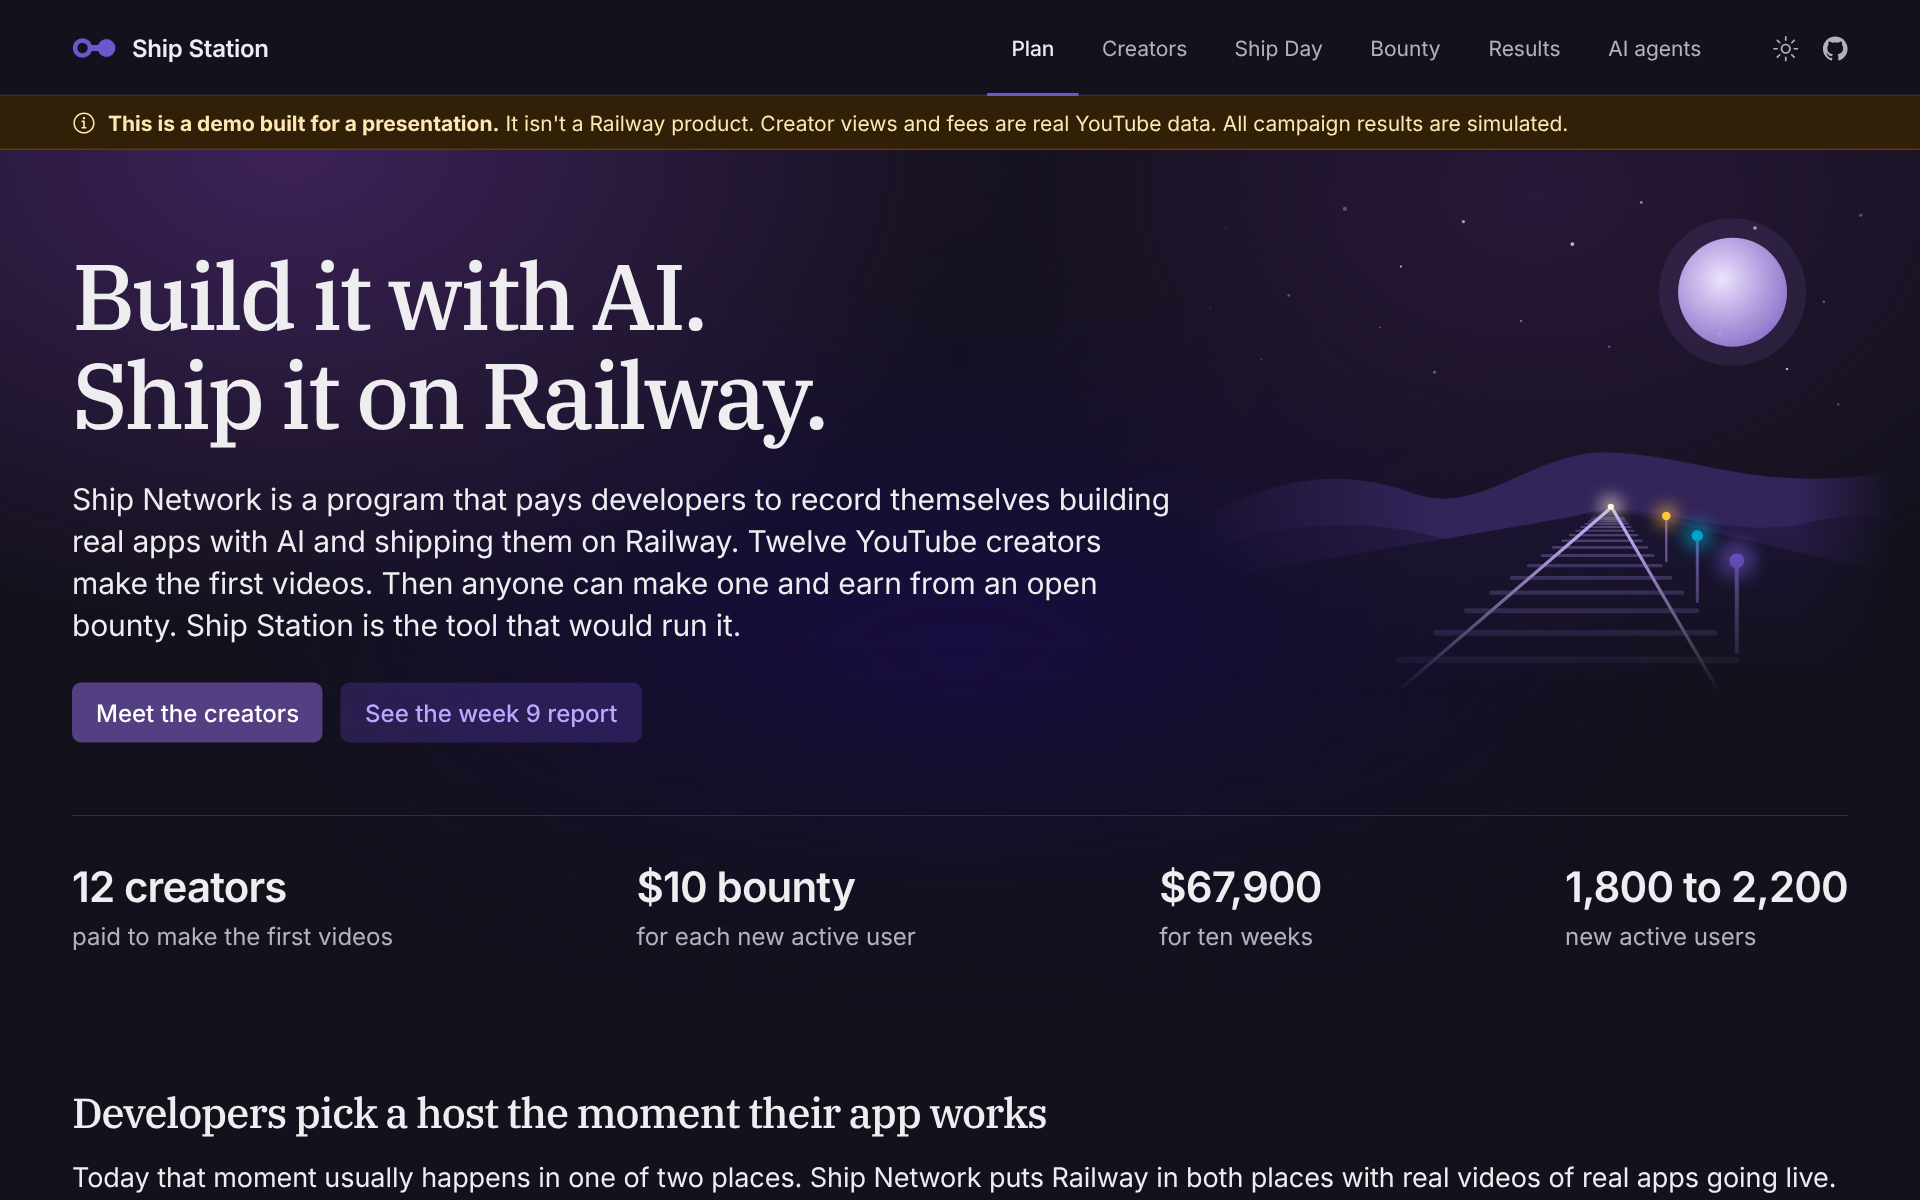 Ship Station
Plan
Creators
Ship Day
Bounty
Results
AI agents
This is a demo built for a presentation. It isn't a Railway product. Creator views and fees are real YouTube data. All campaign results are simulated.
Build it with AI.
Ship it on Railway.
Ship Network is a program that pays developers to record themselves building
real apps with AI and shipping them on Railway. Twelve YouTube creators
make the first videos. Then anyone can make one and earn from an open
bounty. Ship Station is the tool that would run it.
Meet the creators
See the week 9 report
12 creators
paid to make the first videos
$10 bounty
for each new active user
$67,900
for ten weeks
1,800 to 2,200
new active users
Developers pick a host the moment their app works
Today that moment usually happens in one of two places. Ship Network puts Railway in both places with real videos of real apps going live.